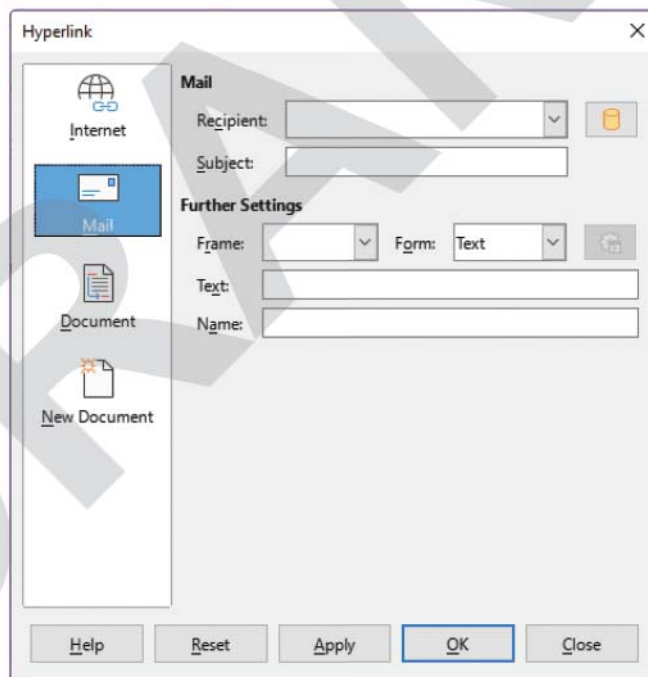 Hyperlink
Internet
Mail
Document
New Document
Mail
Recipient:
Subject:
Further Settings
Frame:
Form: Text
Text:
Name:
Help Reset Apply OK Close